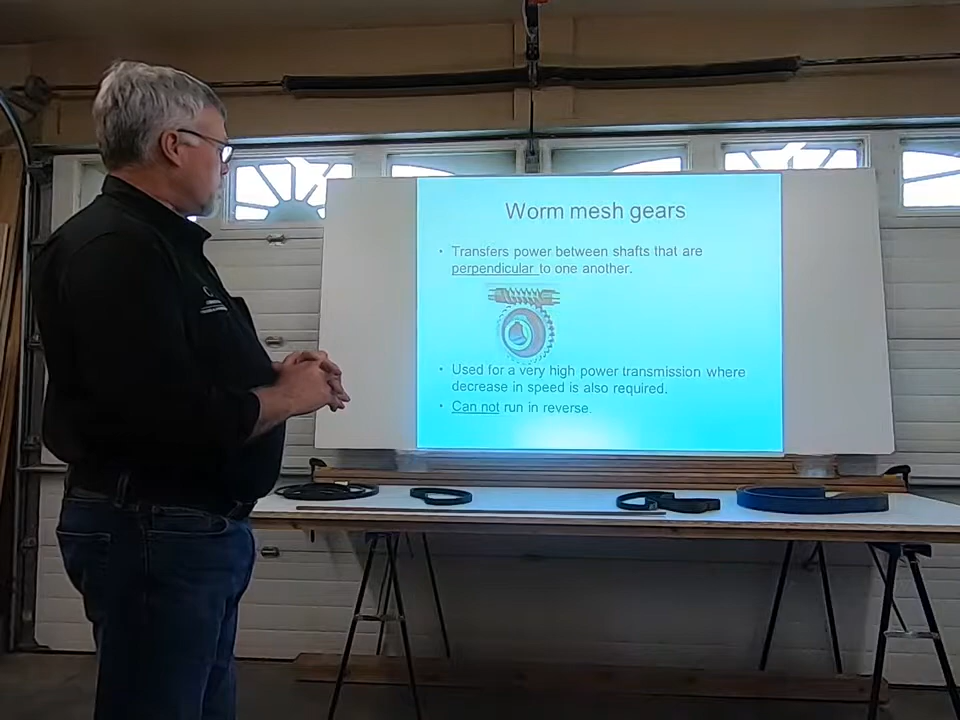 Worm mesh gears
• Transfers power between shafts that are
perpendicular to one another.
• Used for a very high power transmission where
decrease in speed is also required.
• Can not run in reverse.